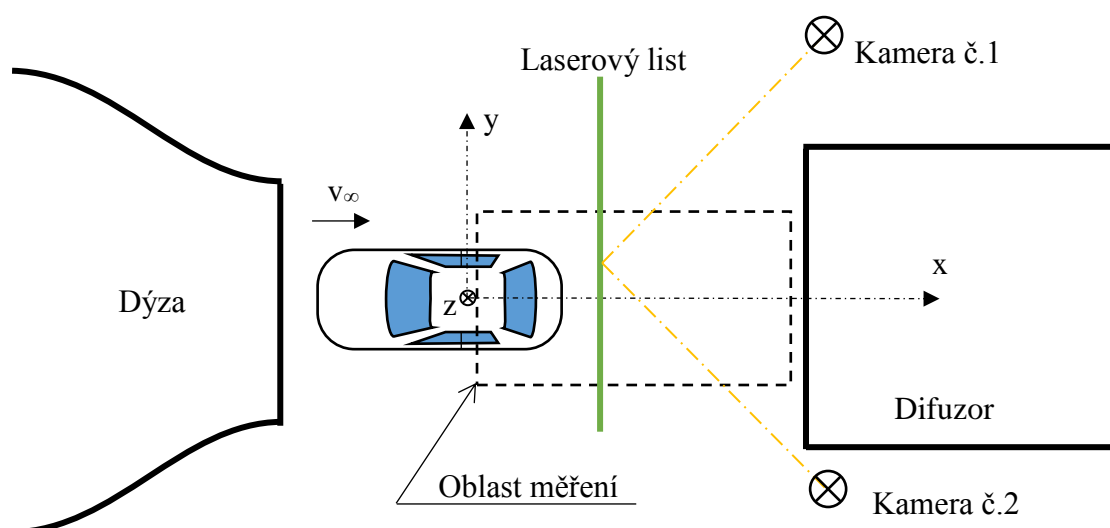 Kamera č.1
Laserový list
y
v∞
x
Dýza
z
Difuzor
Oblast měření
Kamera č.2